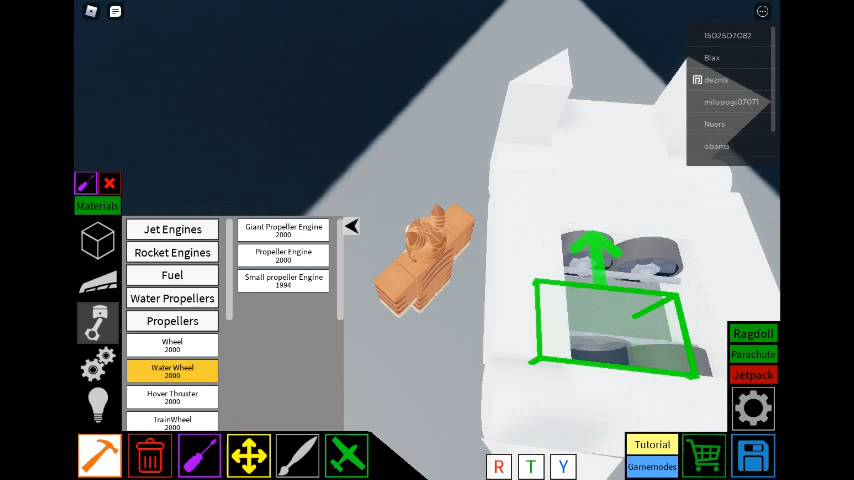 1502507082
Blax
deznts
milopogi07071
Nuers
obama
Materials
Jet Engines
Rocket Engines
Fuel
Water Propellers
Propellers
Wheel
2000
Water Wheel
2000
Hover Thruster
2000
TrainWheel
2000
Giant Propeller Engine
2000
Propeller Engine
2000
Small propeller Engine
1994
Ragdoll
Parachute
Jetpack
Tutorial
Gamemodes
R T Y